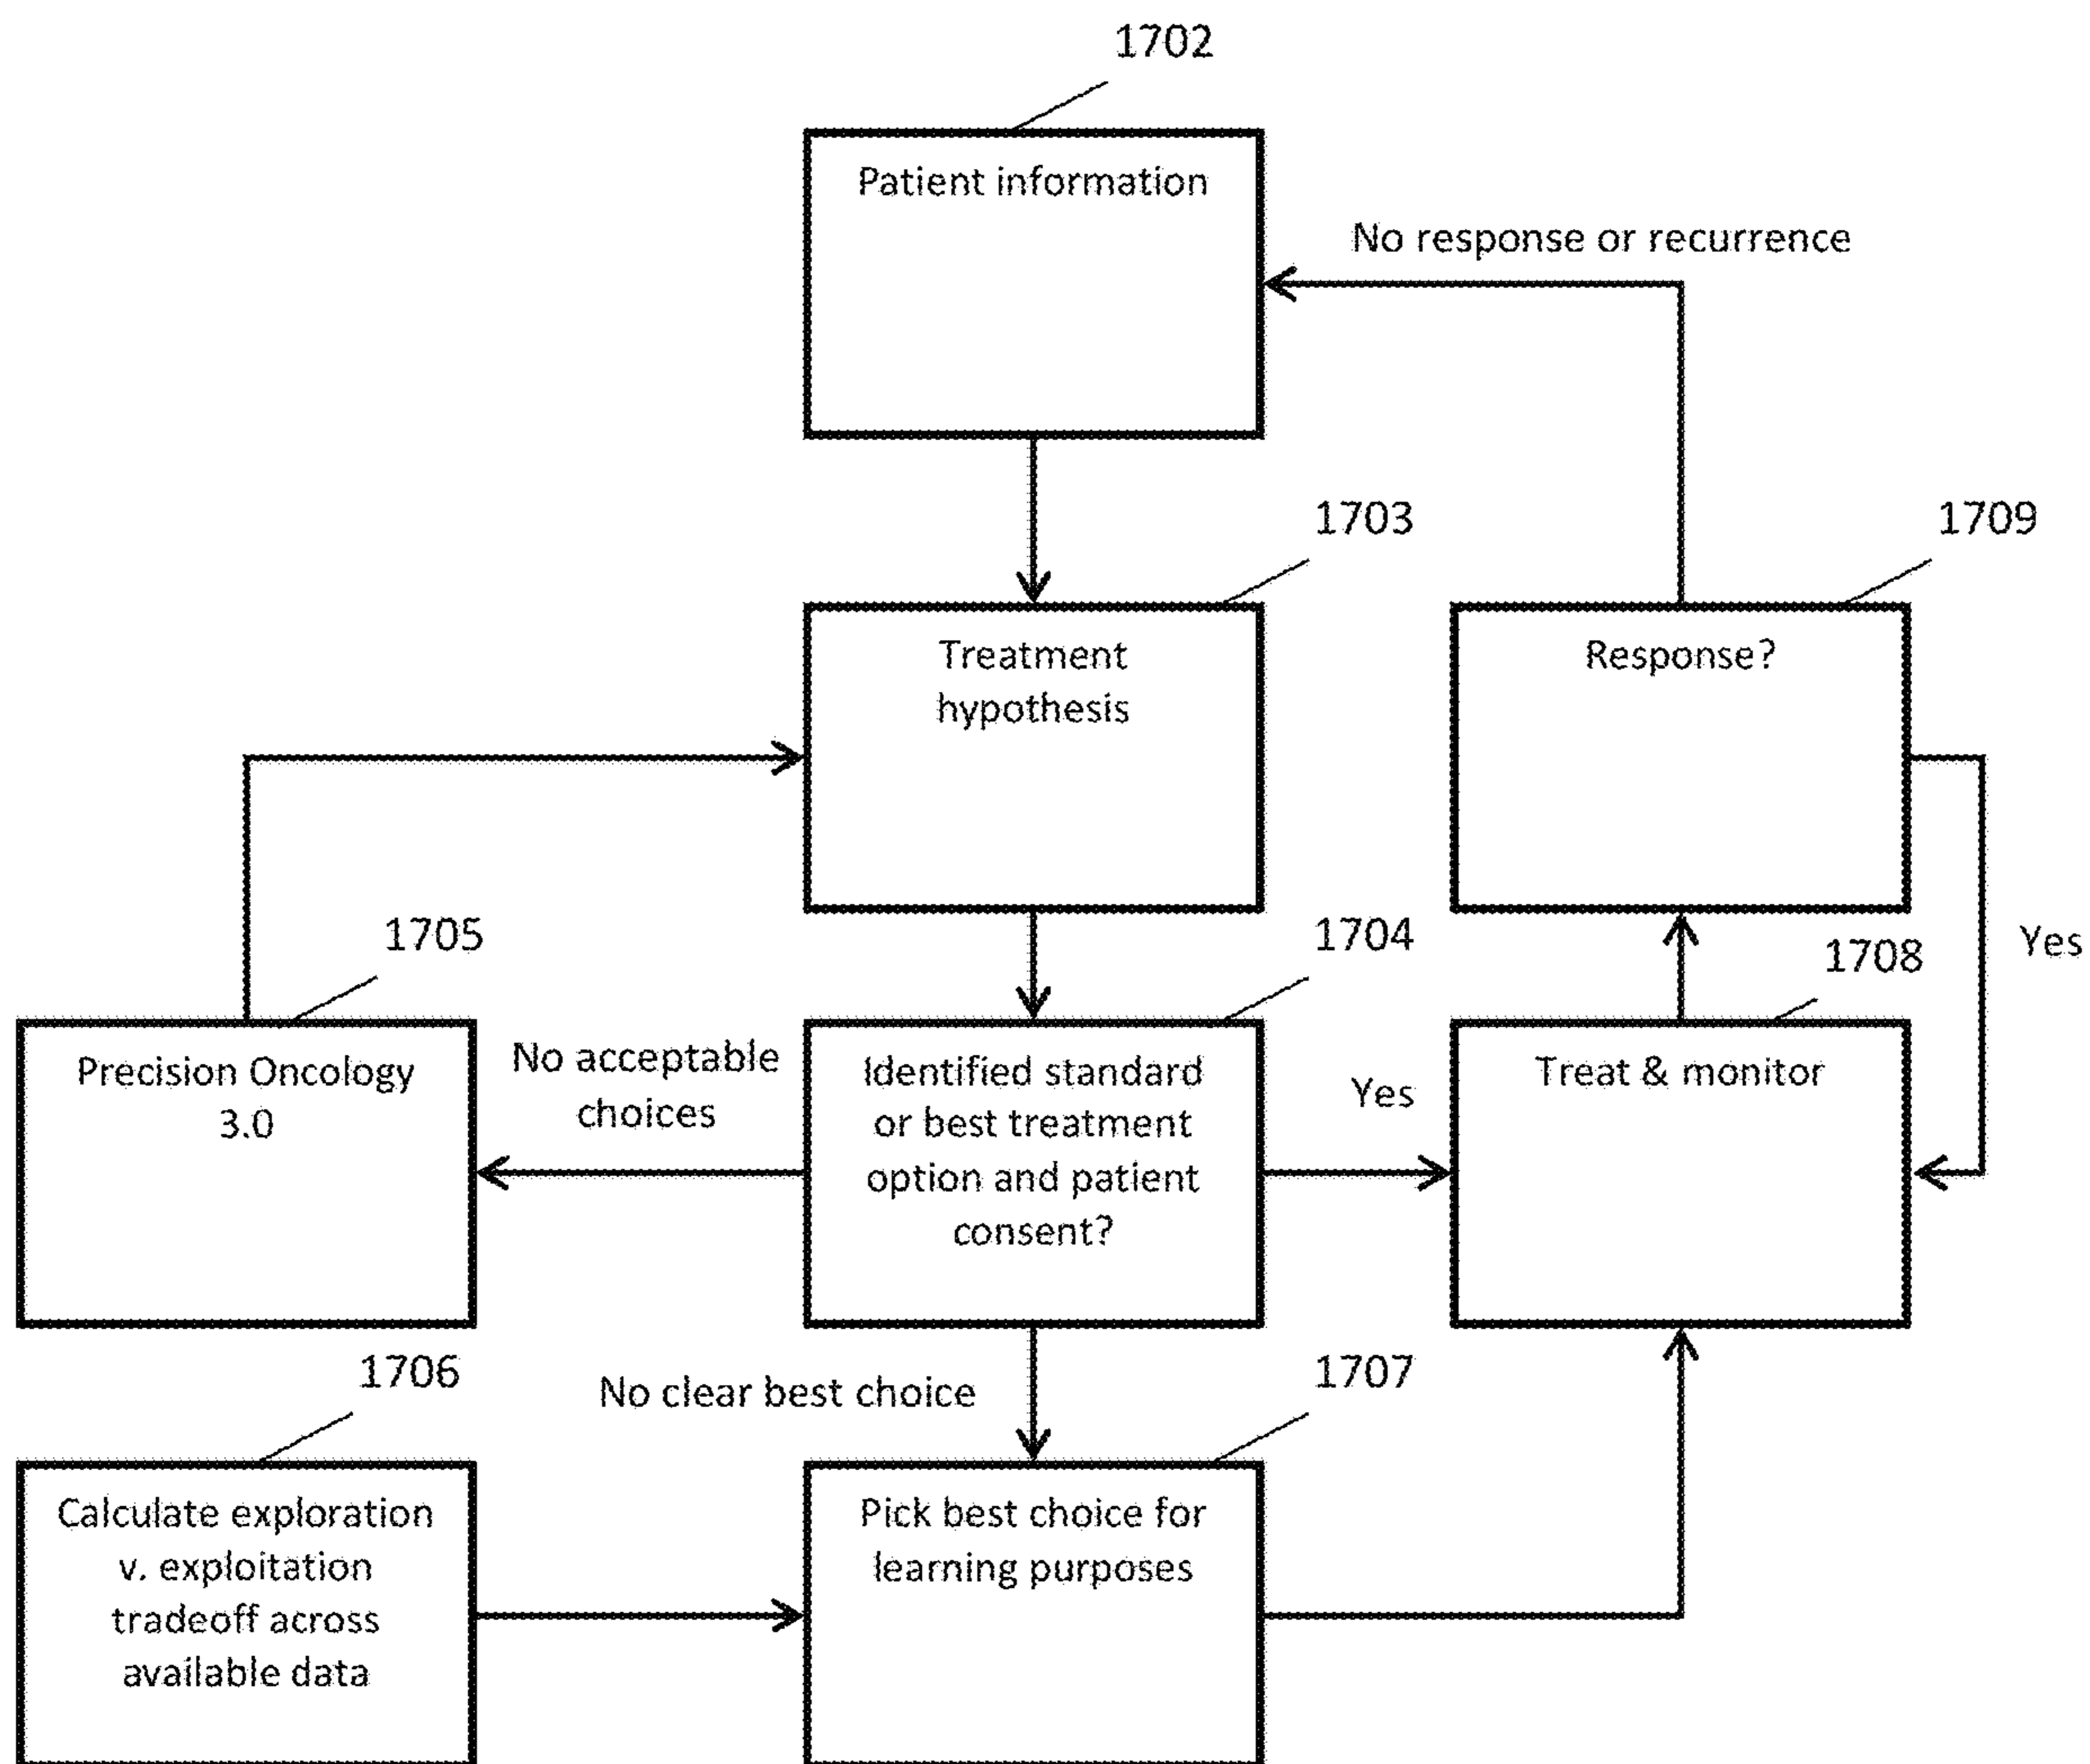 1702
Patient information
No response or recurrence
1703
1709
Treatment
hypothesis
Response?
1705
1704
Yes
1708
Precision Oncology
3.0
No acceptable
choices
Identified standard
or best treatment
option and patient
consent?
Yes
Treat & monitor
1706
No clear best choice
1707
Calculate exploration
v. exploitation
tradeoff across
available data
Pick best choice for
learning purposes